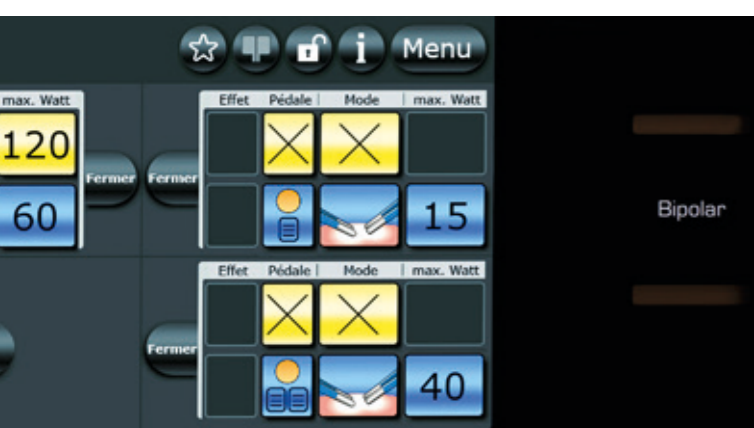 Menu
max. Watt
120
Fermer
60
Fermer
Effet Pédale Mode max. Watt
15
Bipolar
Effet Pédale Mode max. Watt
Fermer
40